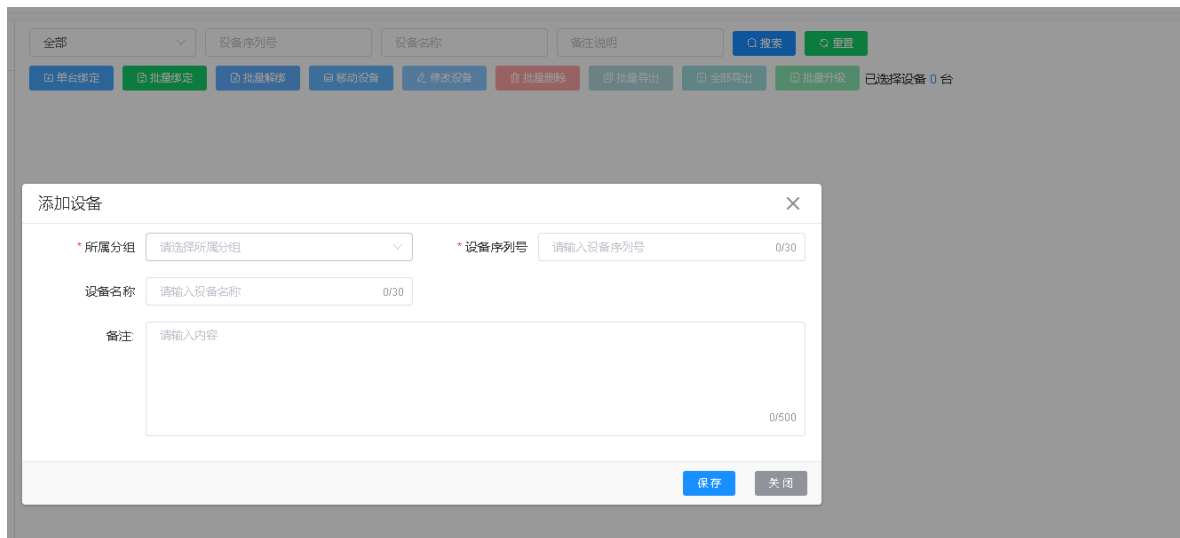 全部 设备序列号 设备名称 备注说明 搜索 重置
单台绑定 批量绑定 批量解绑 移动设备 修改设备 批量删除 批量导出 全部导出 批量升级 已选择设备 0 台
添加设备
* 所属分组 请选择所属分组 * 设备序列号 请输入设备序列号 0/30
设备名称 请输入设备名称 0/30
备注: 请输入内容
0/500
保存 关闭